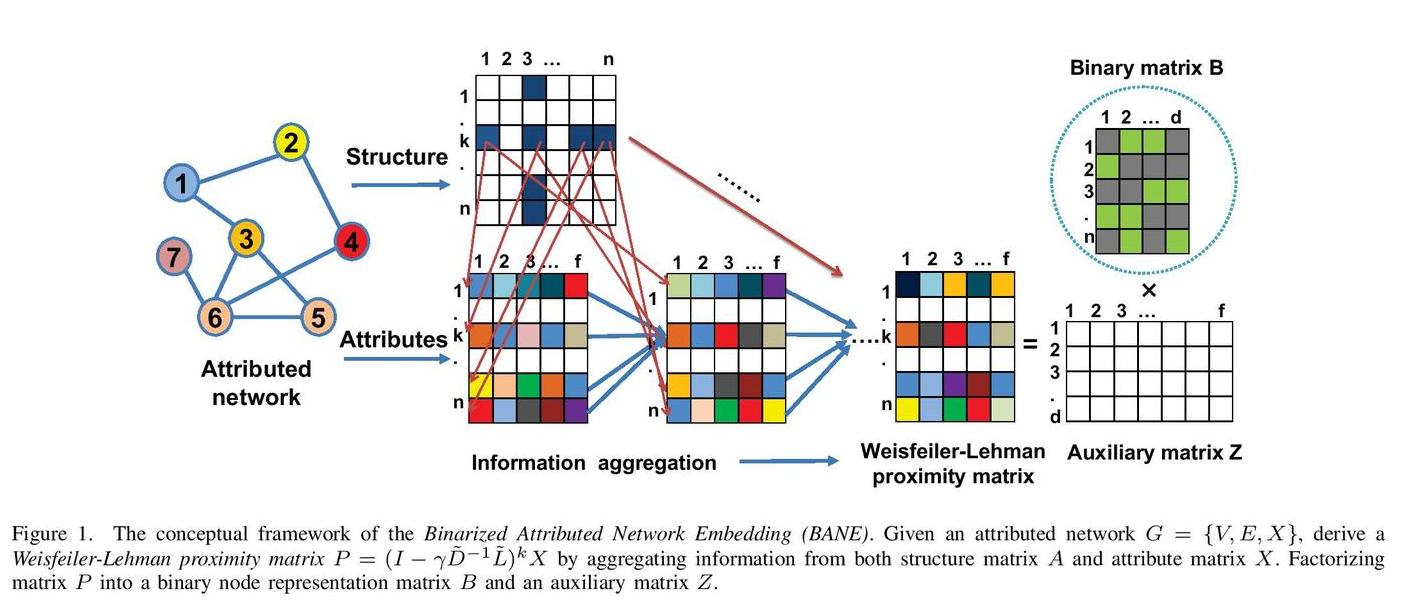 1 2 3 ... n
Binary matrix B
1
.
k
.
n
1 2 ... d
1
2
3
.
n
2
1
3
4
7
6
5
Structure
Attributes
Attributed
network
......
1 2 3 ... f
1
.
k
.
n
1 2 3 ... f
1
.
n
1 2 3 ... f
1
.
....k
.
n
=
×
1 2 3 ... f
1
2
3
.
d
Information aggregation
Weisfeiler-Lehman
proximity matrix
Auxiliary matrix Z
Figure 1. The conceptual framework of the Binarized Attributed Network Embedding (BANE). Given an attributed network G = {V, E, X}, derive a
Weisfeiler-Lehman proximity matrix P = (I − γD̃⁻¹L̃)ᵏX by aggregating information from both structure matrix A and attribute matrix X. Factorizing
matrix P into a binary node representation matrix B and an auxiliary matrix Z.